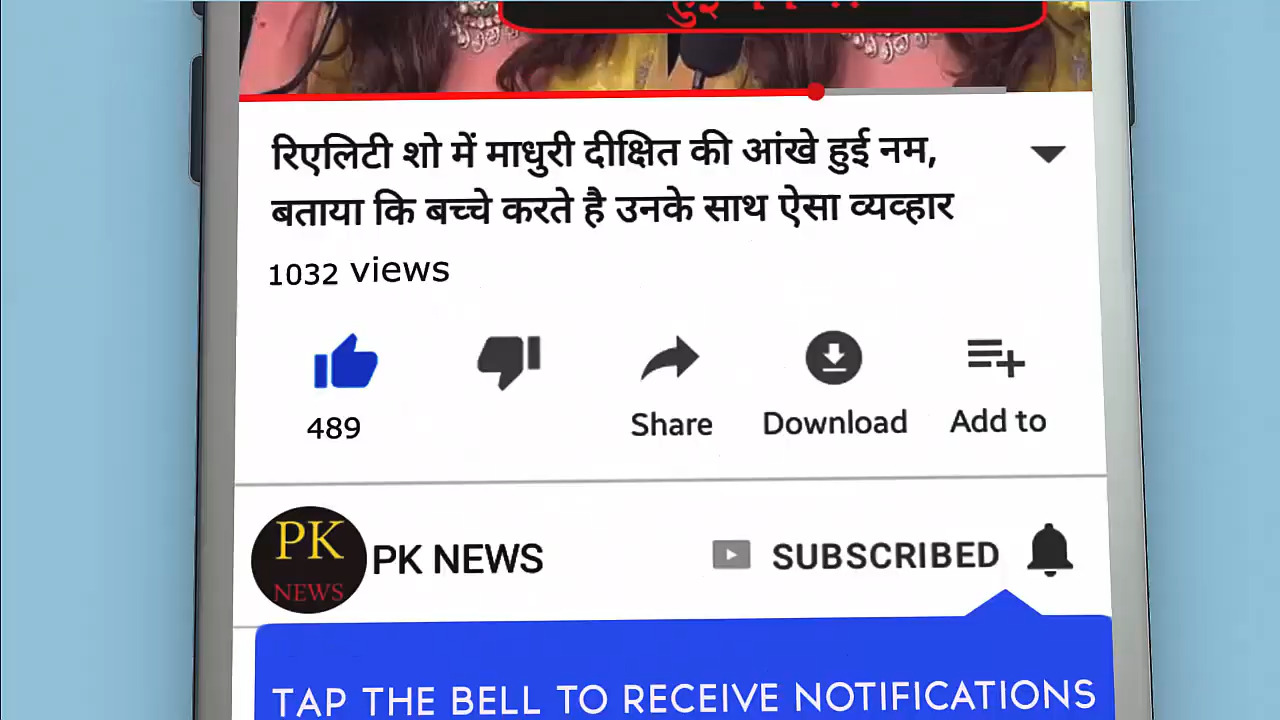 रिएलिटी शो में माधुरी दीक्षित की आंखे हुई नम,
बताया कि बच्चे करते है उनके साथ ऐसा व्यव्हार
1032 views
489
Share
Download
Add to
PK
NEWS
PK NEWS
SUBSCRIBED
TAP THE BELL TO RECEIVE NOTIFICATIONS